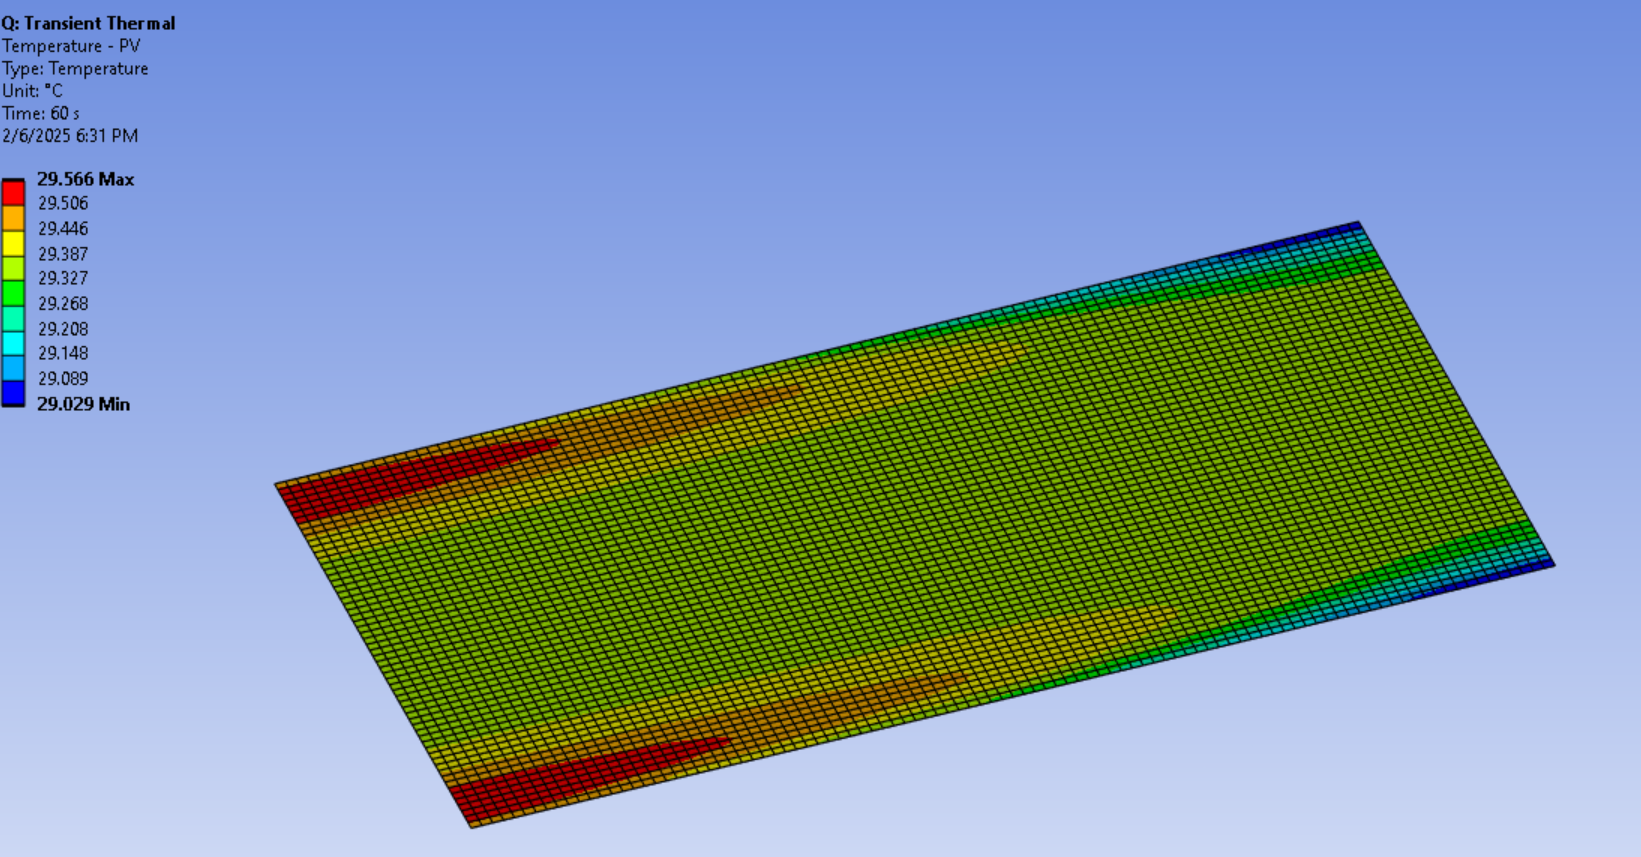 Q: Transient Thermal
Temperature - PV
Type: Temperature
Unit: °C
Time: 60 s
2/6/2025 6:31 PM
29.566 Max
29.506
29.446
29.387
29.327
29.268
29.208
29.148
29.089
29.029 Min